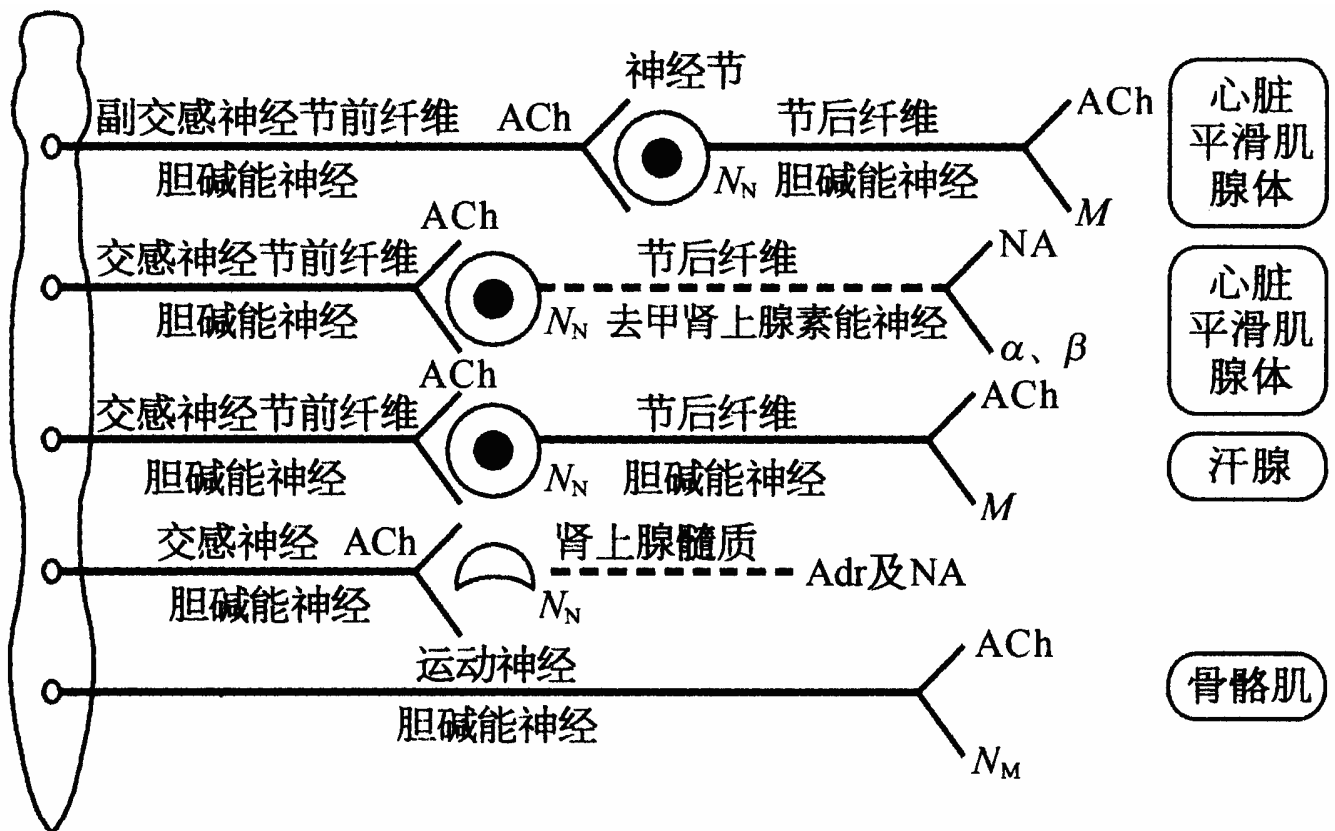 神经节
副交感神经节前纤维 ACh 节后纤维 ACh
胆碱能神经 N_N 胆碱能神经 M
心脏
平滑肌
腺体
ACh
交感神经节前纤维 节后纤维 NA
胆碱能神经 N_N 去甲肾上腺素能神经 α、β
心脏
平滑肌
腺体
ACh
交感神经节前纤维 节后纤维 ACh
胆碱能神经 N_N 胆碱能神经 M
汗腺
交感神经 ACh 肾上腺髓质 Adr及NA
胆碱能神经 N_N
运动神经 ACh
胆碱能神经 N_M
骨骼肌